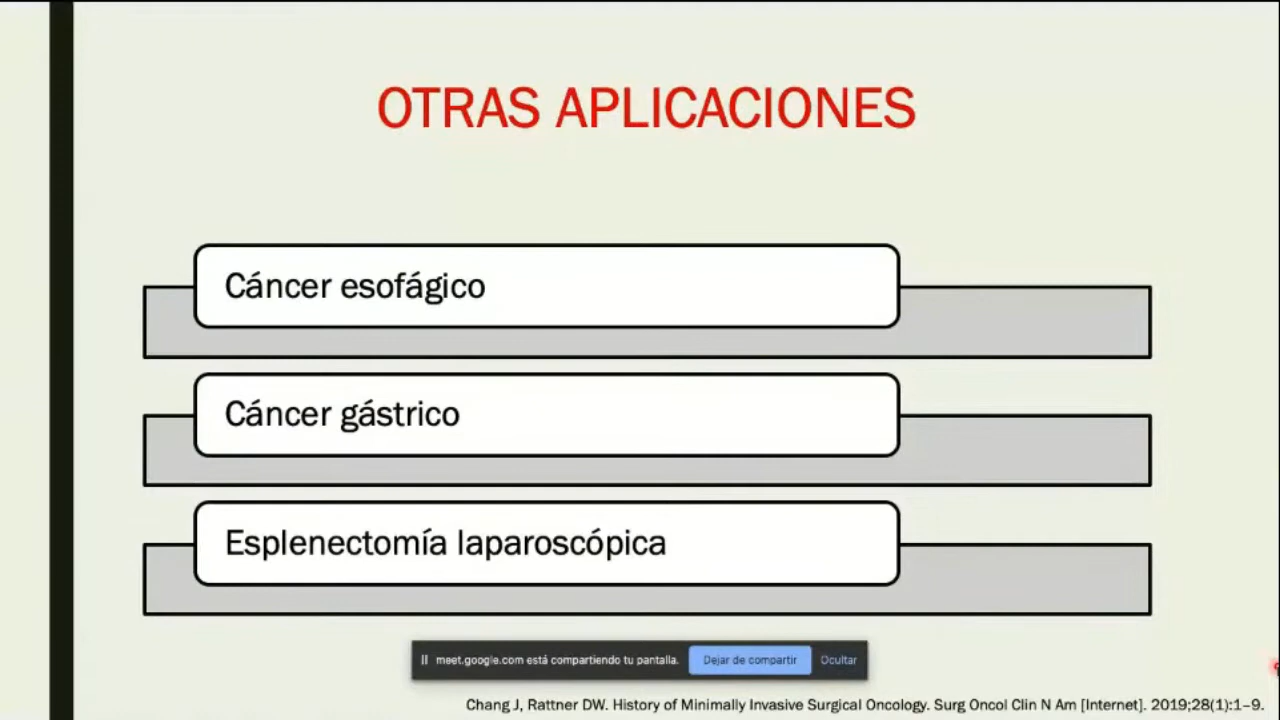 OTRAS APLICACIONES
Cáncer esofágico
Cáncer gástrico
Esplenectomía laparoscópica
meet.google.com está compartiendo tu pantalla. Dejar de compartir Ocultar
Chang J, Rattner DW. History of Minimally Invasive Surgical Oncology. Surg Oncol Clin N Am [Internet]. 2019;28(1):1–9.